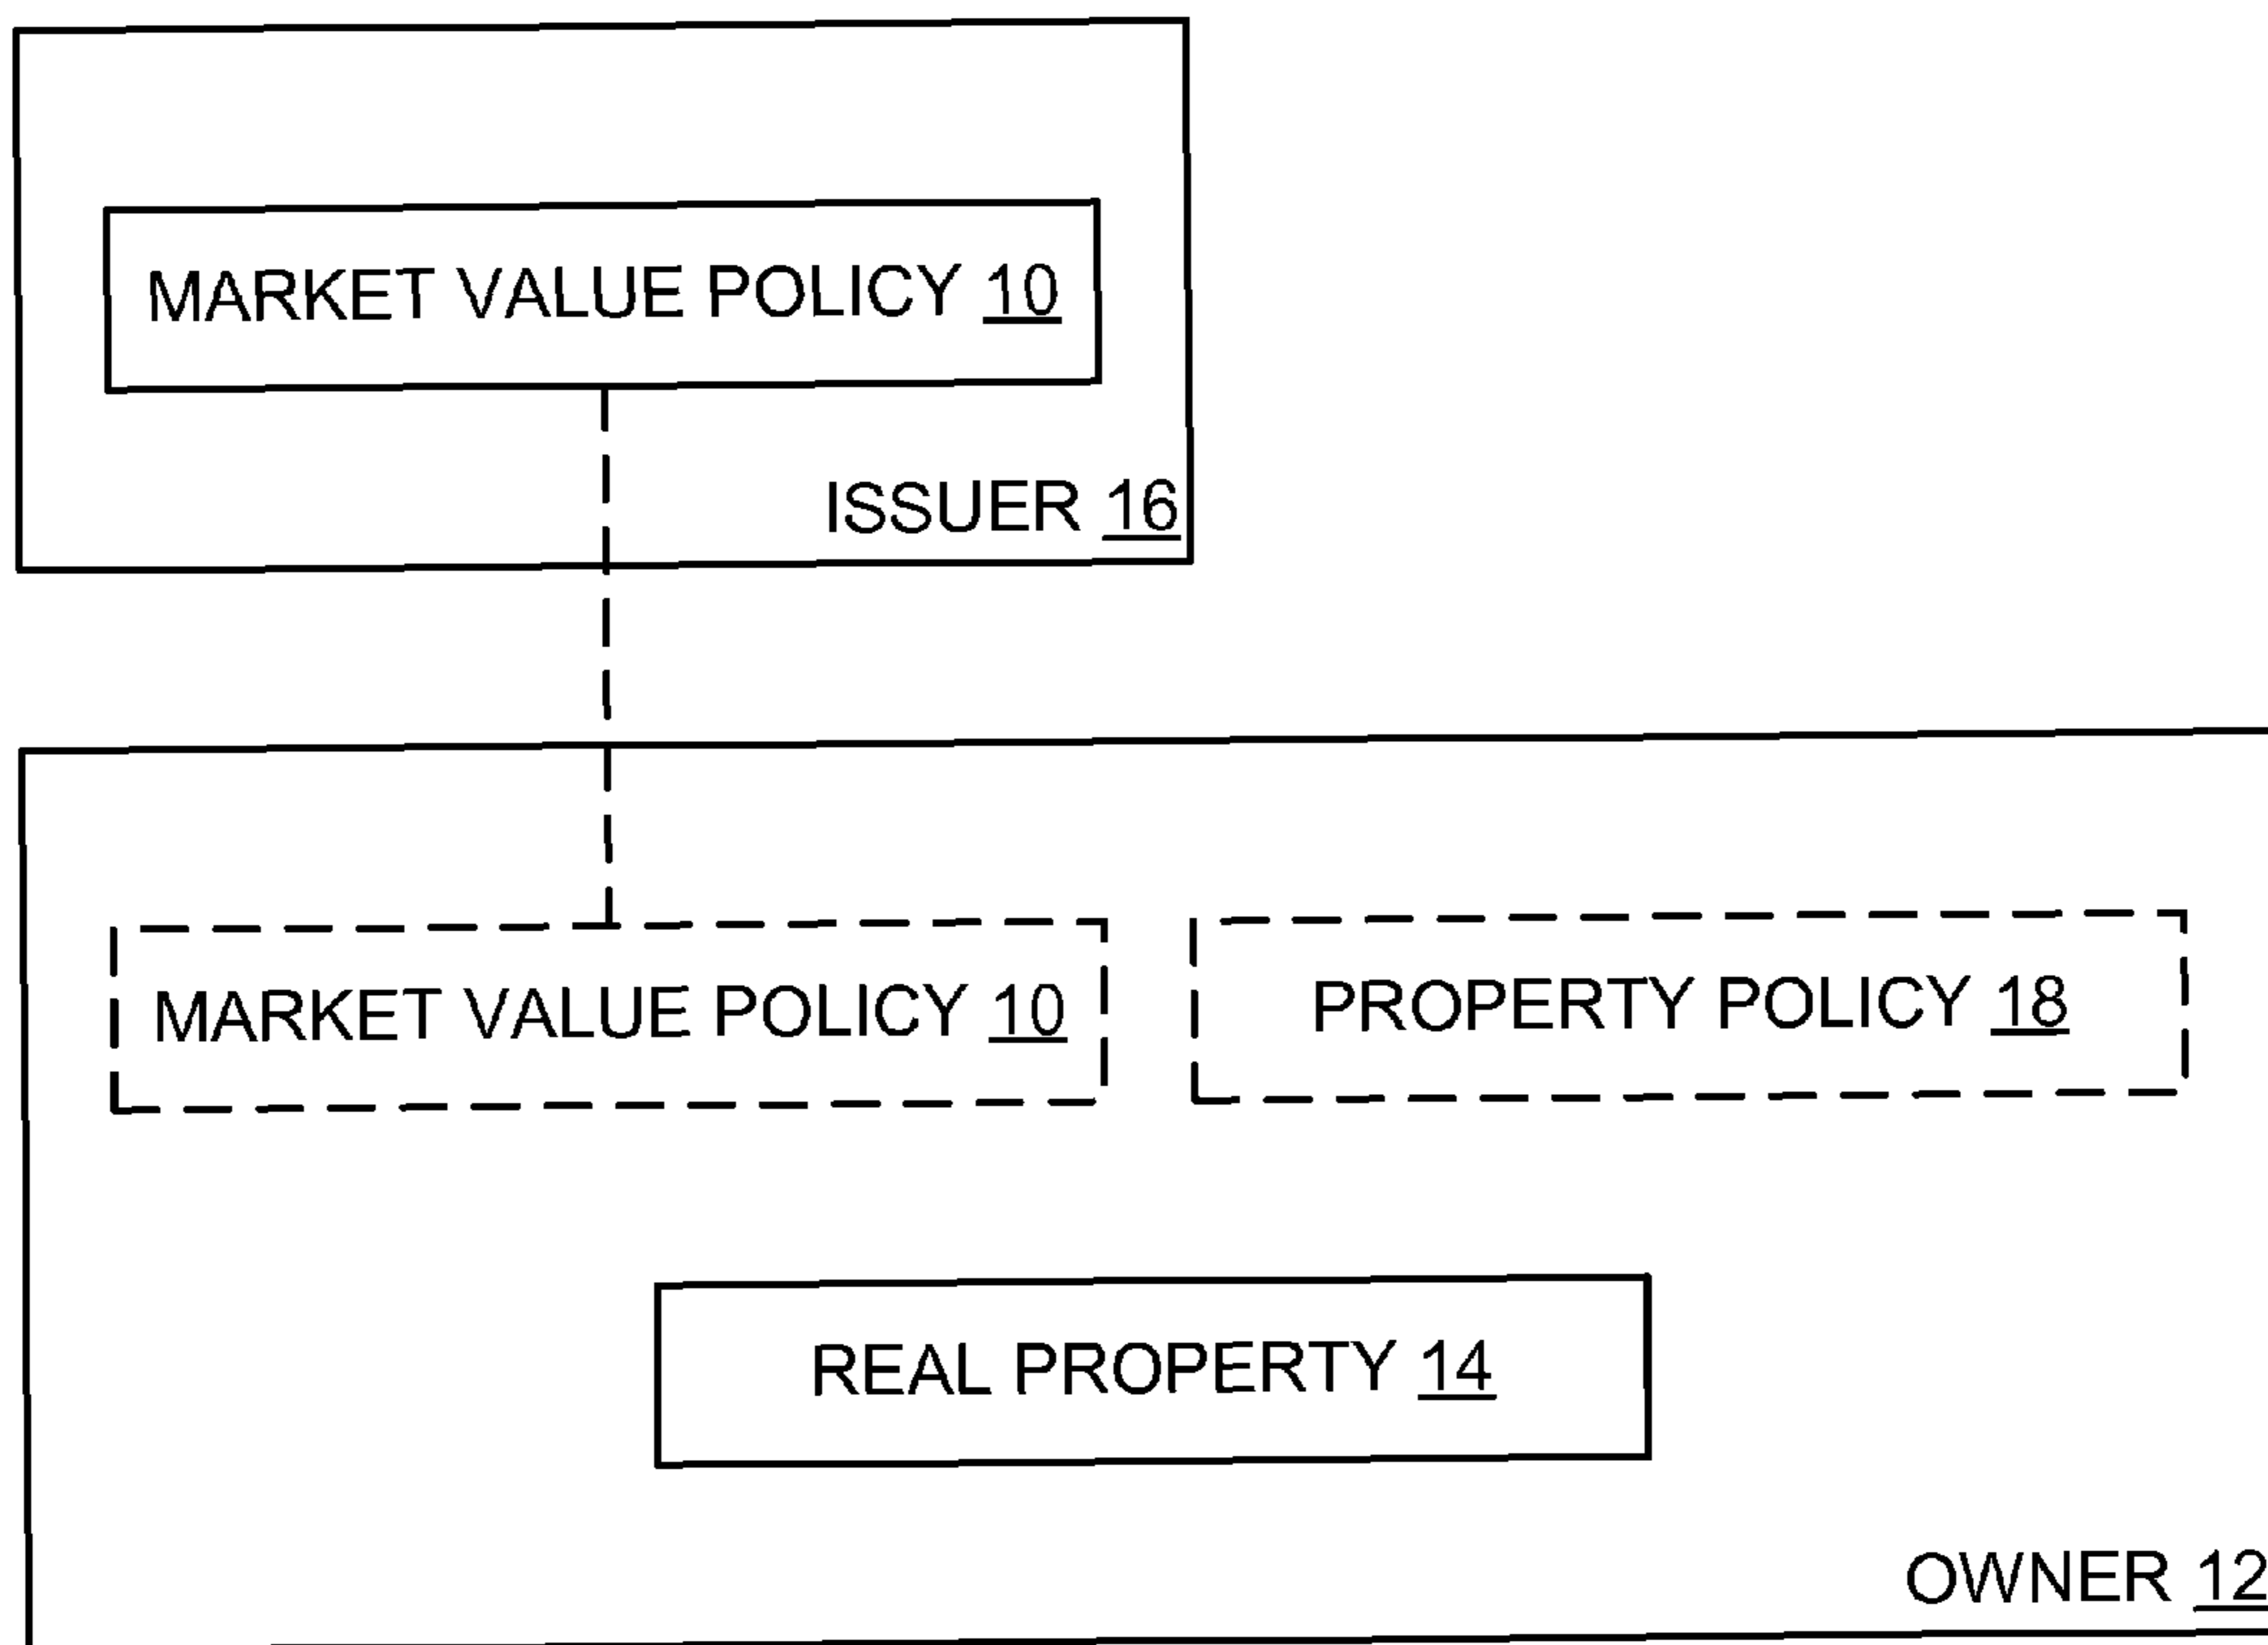 MARKET VALUE POLICY 10
ISSUER 16
MARKET VALUE POLICY 10
PROPERTY POLICY 18
REAL PROPERTY 14
OWNER 12